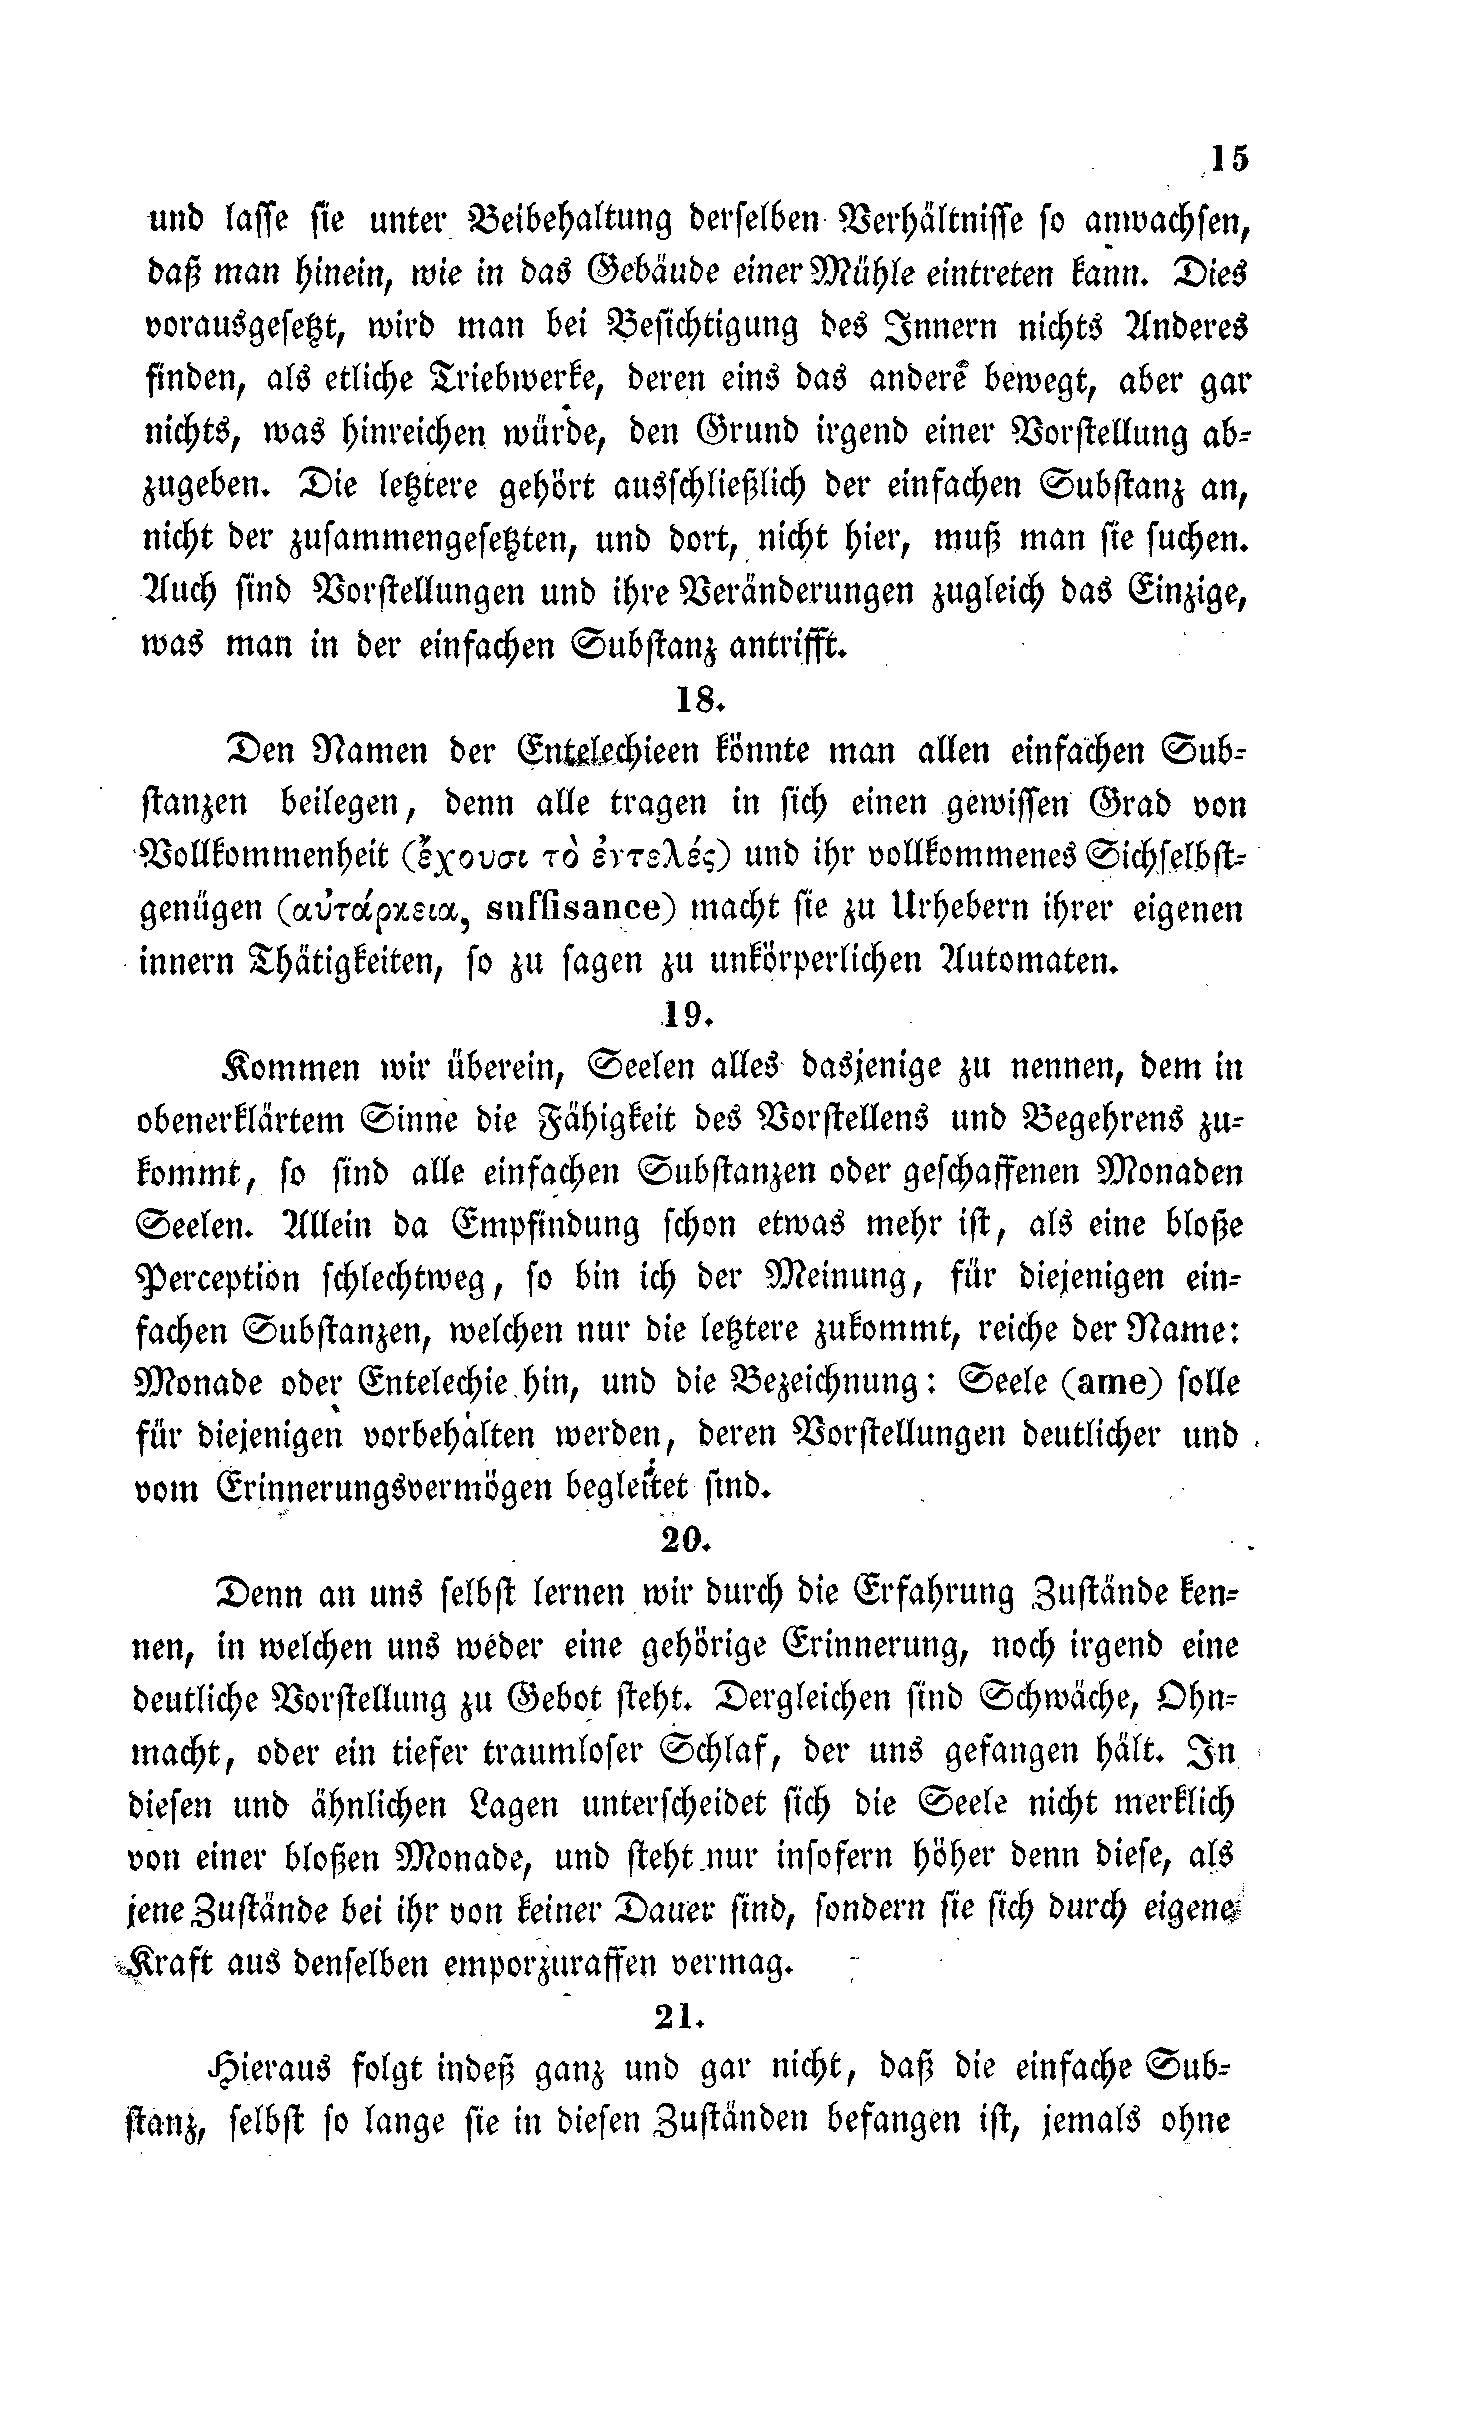 15
und lasse sie unter Beibehaltung derselben Verhältnisse so anwachsen,
daß man hinein, wie in das Gebäude einer Mühle eintreten kann. Dies
vorausgesetzt, wird man bei Besichtigung des Innern nichts Anderes
finden, als etliche Triebwerke, deren eins das andere bewegt, aber gar
nichts, was hinreichen würde, den Grund irgend einer Vorstellung ab-
zugeben. Die letztere gehört ausschließlich der einfachen Substanz an,
nicht der zusammengesetzten, und dort, nicht hier, muß man sie suchen.
Auch sind Vorstellungen und ihre Veränderungen zugleich das Einzige,
was man in der einfachen Substanz antrifft.
18.
Den Namen der Entelechieen könnte man allen einfachen Sub-
stanzen beilegen, denn alle tragen in sich einen gewissen Grad von
Vollkommenheit (ἔχουσι τὸ ἐντελές) und ihr vollkommenes Sichselbst-
genügen (αὐτάρκεια, suffisance) macht sie zu Urhebern ihrer eigenen
innern Thätigkeiten, so zu sagen zu unkörperlichen Automaten.
19.
Kommen wir überein, Seelen alles dasjenige zu nennen, dem in
obenerklärtem Sinne die Fähigkeit des Vorstellens und Begehrens zu-
kommt, so sind alle einfachen Substanzen oder geschaffenen Monaden
Seelen. Allein da Empfindung schon etwas mehr ist, als eine bloße
Perception schlechtweg, so bin ich der Meinung, für diejenigen ein-
fachen Substanzen, welchen nur die letztere zukommt, reiche der Name:
Monade oder Entelechie hin, und die Bezeichnung: Seele (ame) solle
für diejenigen vorbehalten werden, deren Vorstellungen deutlicher und
vom Erinnerungsvermögen begleitet sind.
20.
Denn an uns selbst lernen wir durch die Erfahrung Zustände ken-
nen, in welchen uns weder eine gehörige Erinnerung, noch irgend eine
deutliche Vorstellung zu Gebot steht. Dergleichen sind Schwäche, Ohn-
macht, oder ein tiefer traumloser Schlaf, der uns gefangen hält. In
diesen und ähnlichen Lagen unterscheidet sich die Seele nicht merklich
von einer bloßen Monade, und steht nur insofern höher denn diese, als
jene Zustände bei ihr von keiner Dauer sind, sondern sie sich durch eigene
Kraft aus denselben emporzuraffen vermag.
21.
Hieraus folgt indeß ganz und gar nicht, daß die einfache Sub-
stanz, selbst so lange sie in diesen Zuständen befangen ist, jemals ohne